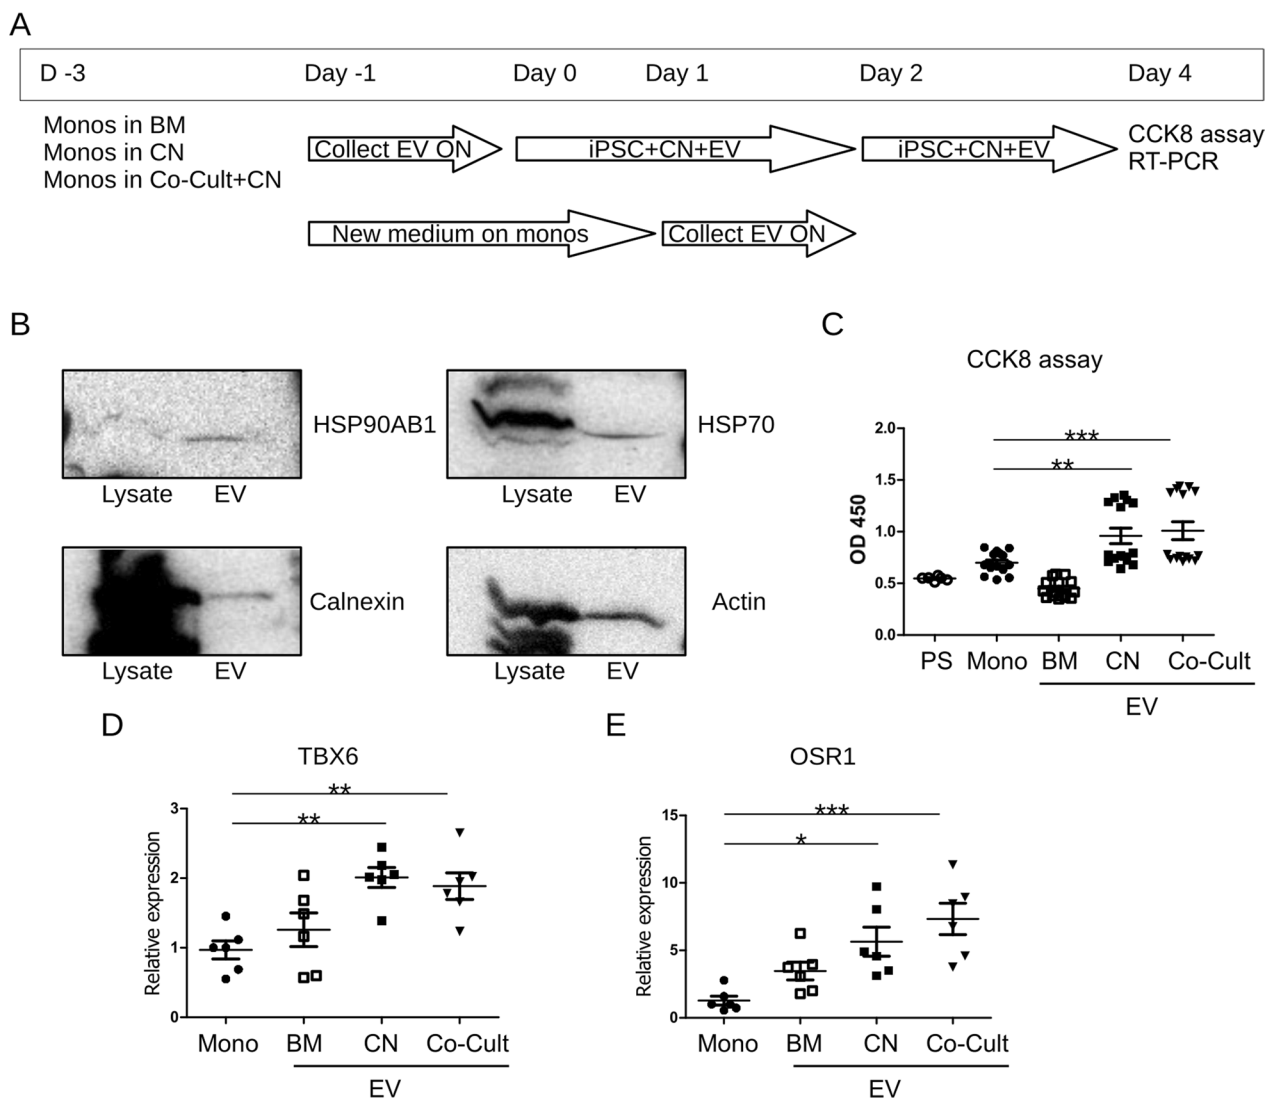 A
D -3 Day -1 Day 0 Day 1 Day 2 Day 4
Monos in BM
Monos in CN
Monos in Co-Cult+CN
Collect EV ON
iPSC+CN+EV
iPSC+CN+EV
CCK8 assay
RT-PCR
New medium on monos
Collect EV ON
B
HSP90AB1
Lysate EV
HSP70
Lysate EV
Calnexin
Lysate EV
Actin
Lysate EV
C
CCK8 assay
***
**
OD 450
2.0
1.5
1.0
0.5
0.0
PS Mono BM CN Co-Cult
EV
D
TBX6
**
**
Relative expression
3
2
1
0
Mono BM CN Co-Cult
EV
E
OSR1
***
*
Relative expression
15
10
5
0
Mono BM CN Co-Cult
EV